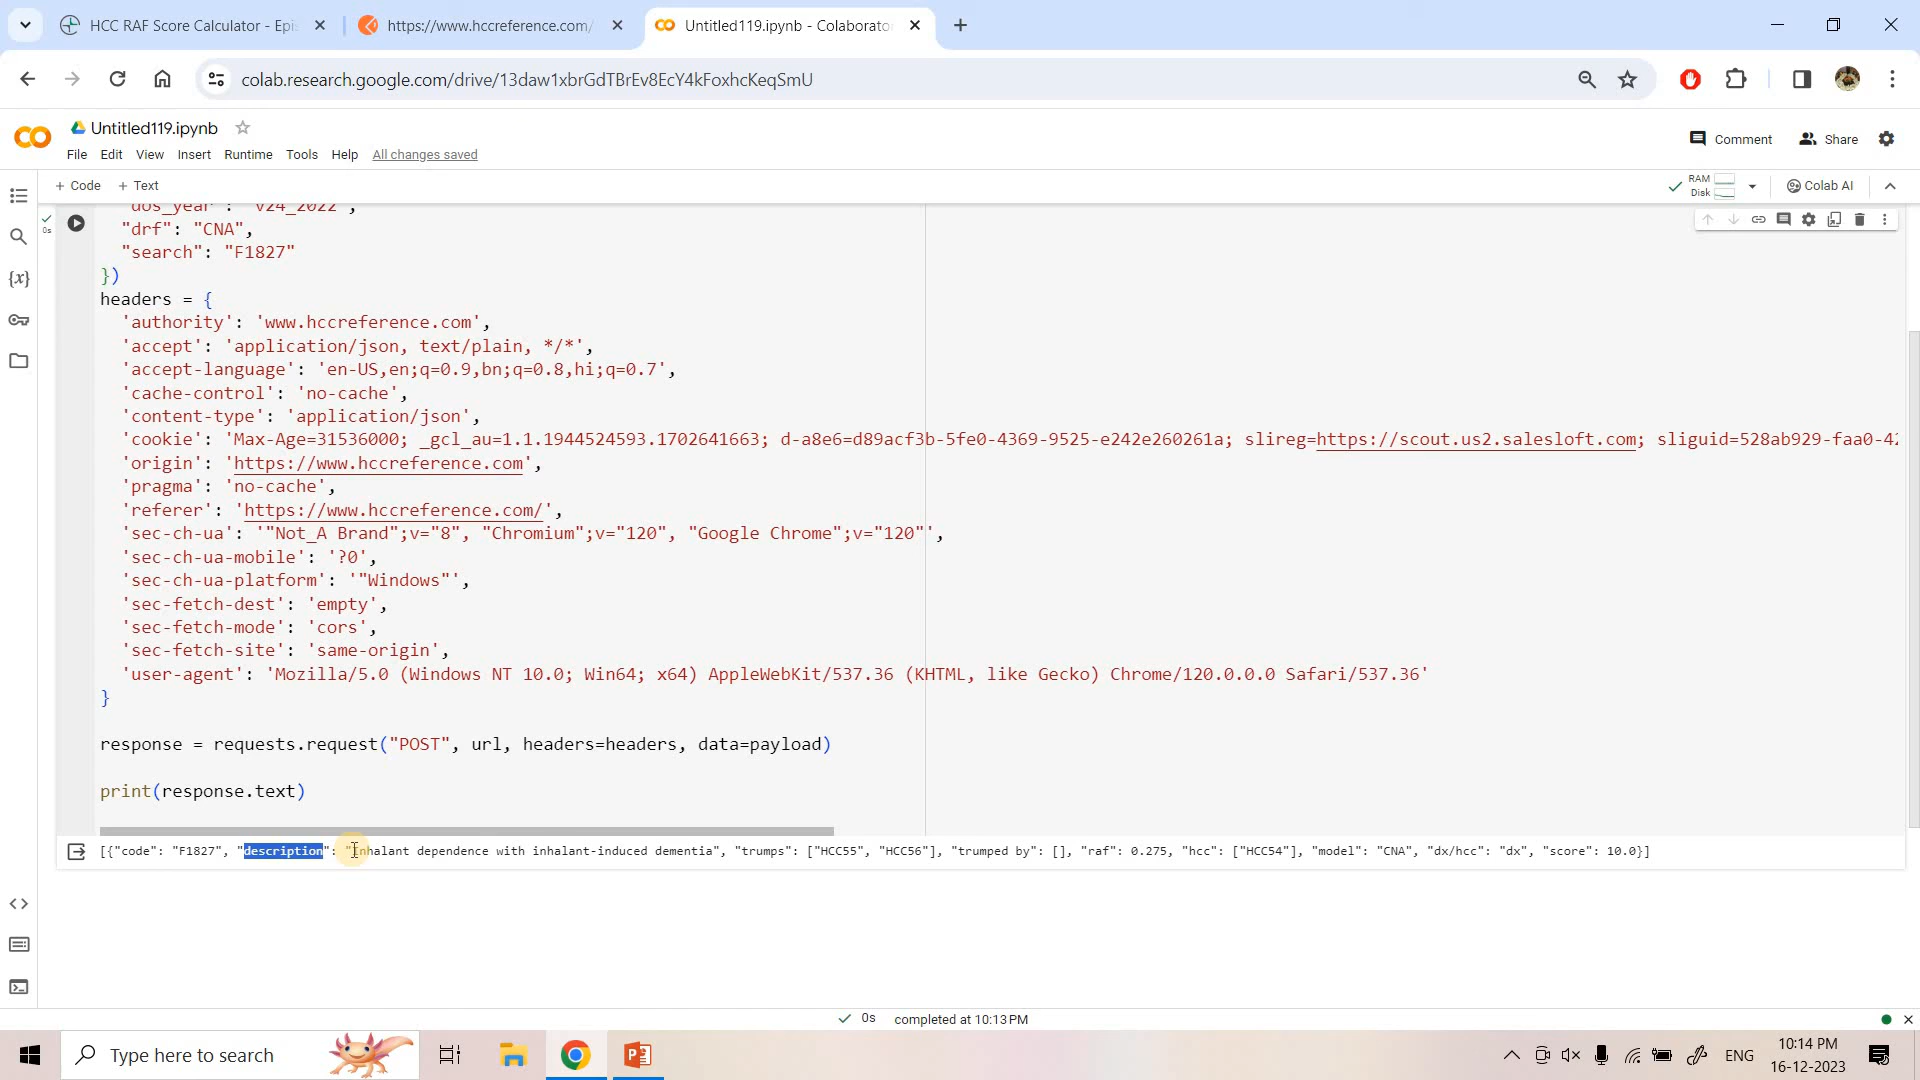 HCC RAF Score Calculator - Epis
https://www.hccreference.com/
Untitled119.ipynb - Colaborator
colab.research.google.com/drive/13daw1xbrGdTBrEv8EcY4kFoxhcKeqSmU
Untitled119.ipynb
File Edit View Insert Runtime Tools Help All changes saved
Comment Share
+ Code + Text
RAM
Disk
Colab AI
0s
"dos_year": "v24_2022",
"drf": "CNA",
"search": "F1827"
})
headers = {
'authority': 'www.hccreference.com',
'accept': 'application/json, text/plain, */*',
'accept-language': 'en-US,en;q=0.9,bn;q=0.8,hi;q=0.7',
'cache-control': 'no-cache',
'content-type': 'application/json',
'cookie': 'Max-Age=31536000; _gcl_au=1.1.1944524593.1702641663; d-a8e6=d89acf3b-5fe0-4369-9525-e242e260261a; slireg=https://scout.us2.salesloft.com; sliguid=528ab929-faa0-42
'origin': 'https://www.hccreference.com',
'pragma': 'no-cache',
'referer': 'https://www.hccreference.com/',
'sec-ch-ua': '"Not_A Brand";v="8", "Chromium";v="120", "Google Chrome";v="120"',
'sec-ch-ua-mobile': '?0',
'sec-ch-ua-platform': '"Windows"',
'sec-fetch-dest': 'empty',
'sec-fetch-mode': 'cors',
'sec-fetch-site': 'same-origin',
'user-agent': 'Mozilla/5.0 (Windows NT 10.0; Win64; x64) AppleWebKit/537.36 (KHTML, like Gecko) Chrome/120.0.0.0 Safari/537.36'
}
response = requests.request("POST", url, headers=headers, data=payload)
print(response.text)
[{"code": "F1827", "description": "Inhalant dependence with inhalant-induced dementia", "trumps": ["HCC55", "HCC56"], "trumped by": [], "raf": 0.275, "hcc": ["HCC54"], "model": "CNA", "dx/hcc": "dx", "score": 10.0}]
0s completed at 10:13 PM
Type here to search
ENG
10:14 PM
16-12-2023